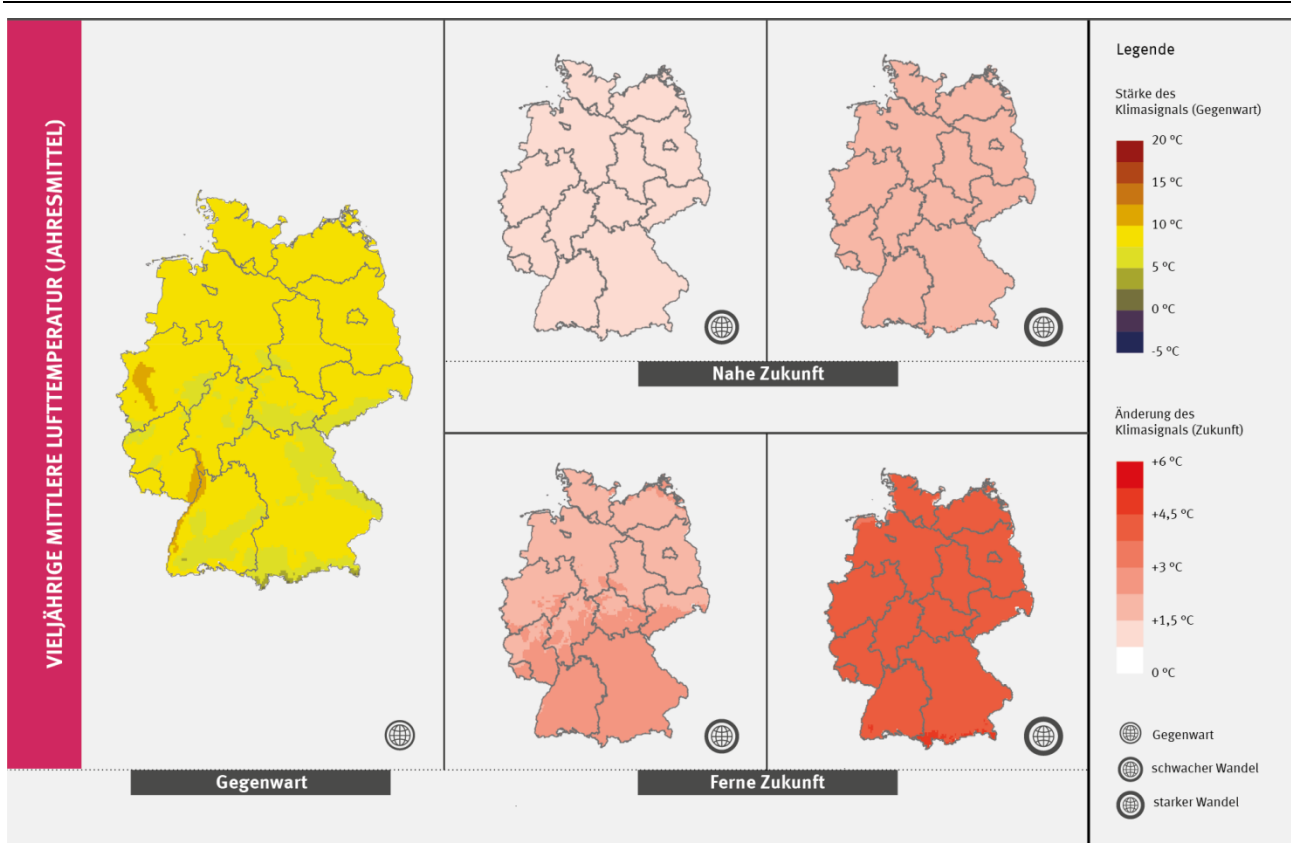 VIELJÄHRIGE MITTLERE LUFTTEMPERATUR (JAHRESMITTEL)
Gegenwart
Nahe Zukunft
Ferne Zukunft
Legende
Stärke des
Klimasignals (Gegenwart)
20 °C
15 °C
10 °C
5 °C
0 °C
-5 °C
Änderung des
Klimasignals (Zukunft)
+6 °C
+4,5 °C
+3 °C
+1,5 °C
0 °C
Gegenwart
schwacher Wandel
starker Wandel